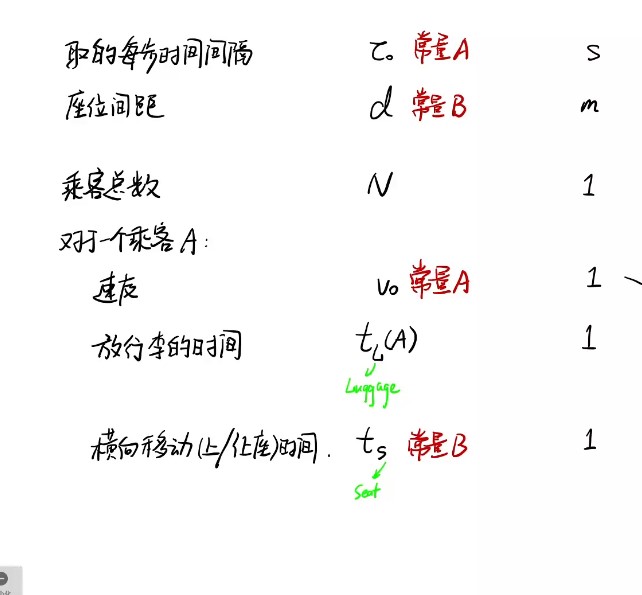 取的每步时间间隔 τ₀ 常量A s
座位间距 d 常量B m
乘客总数 N 1
对于一个乘客A:
速度 v₀ 常量A 1
放行李的时间 t_L(A) 1
Luggage
横向移动(上/让座)时间. t_s 常量B 1
Seat